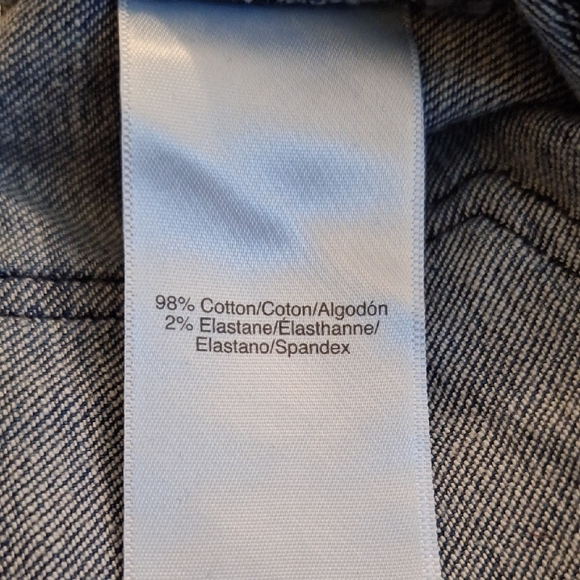 98% Cotton/Coton/Algodón
2% Elastane/Élasthanne/
Elastano/Spandex